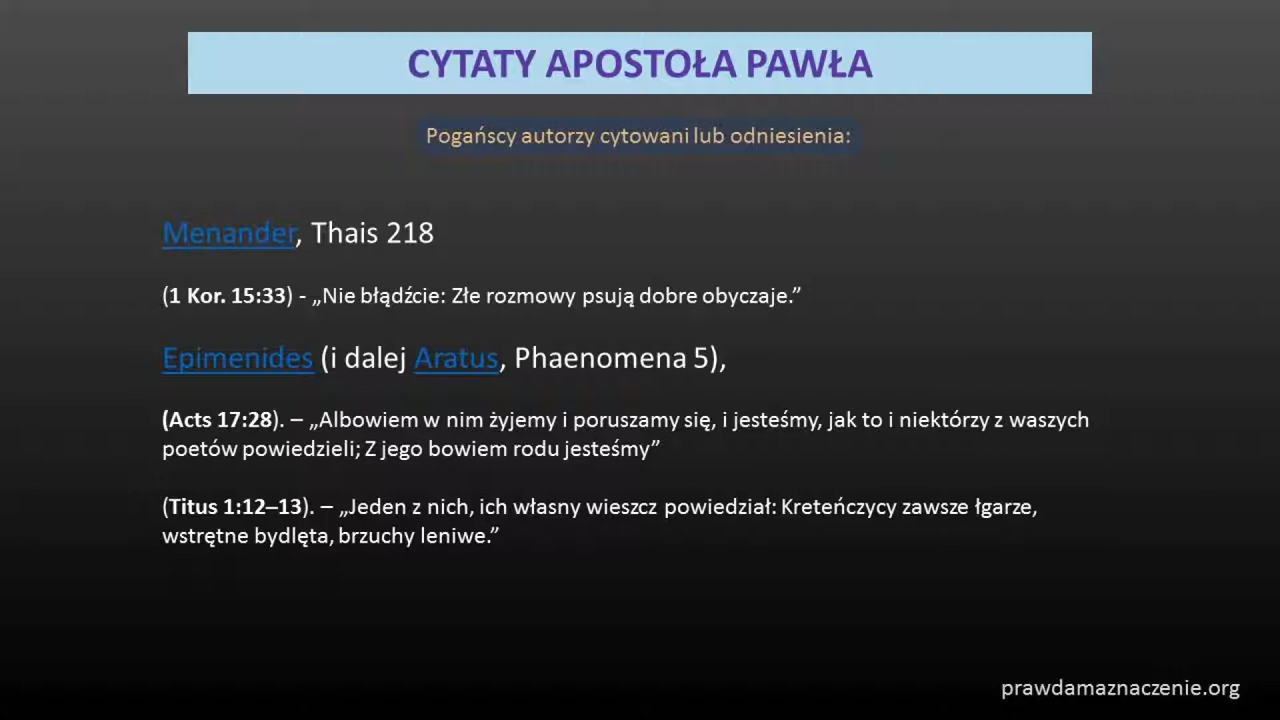 CYTATY APOSTOŁA PAWŁA
Pogańscy autorzy cytowani lub odniesienia:
Menander, Thais 218
(1 Kor. 15:33) - „Nie błądźcie: Złe rozmowy psują dobre obyczaje.”
Epimenides (i dalej Aratus, Phaenomena 5),
(Acts 17:28). – „Albowiem w nim żyjemy i poruszamy się, i jesteśmy, jak to i niektórzy z waszych
poetów powiedzieli; Z jego bowiem rodu jesteśmy”
(Titus 1:12–13). – „Jeden z nich, ich własny wieszcz powiedział: Kreteńczycy zawsze łgarze,
wstrętne bydlęta, brzuchy leniwe.”
prawdamaznaczenie.org